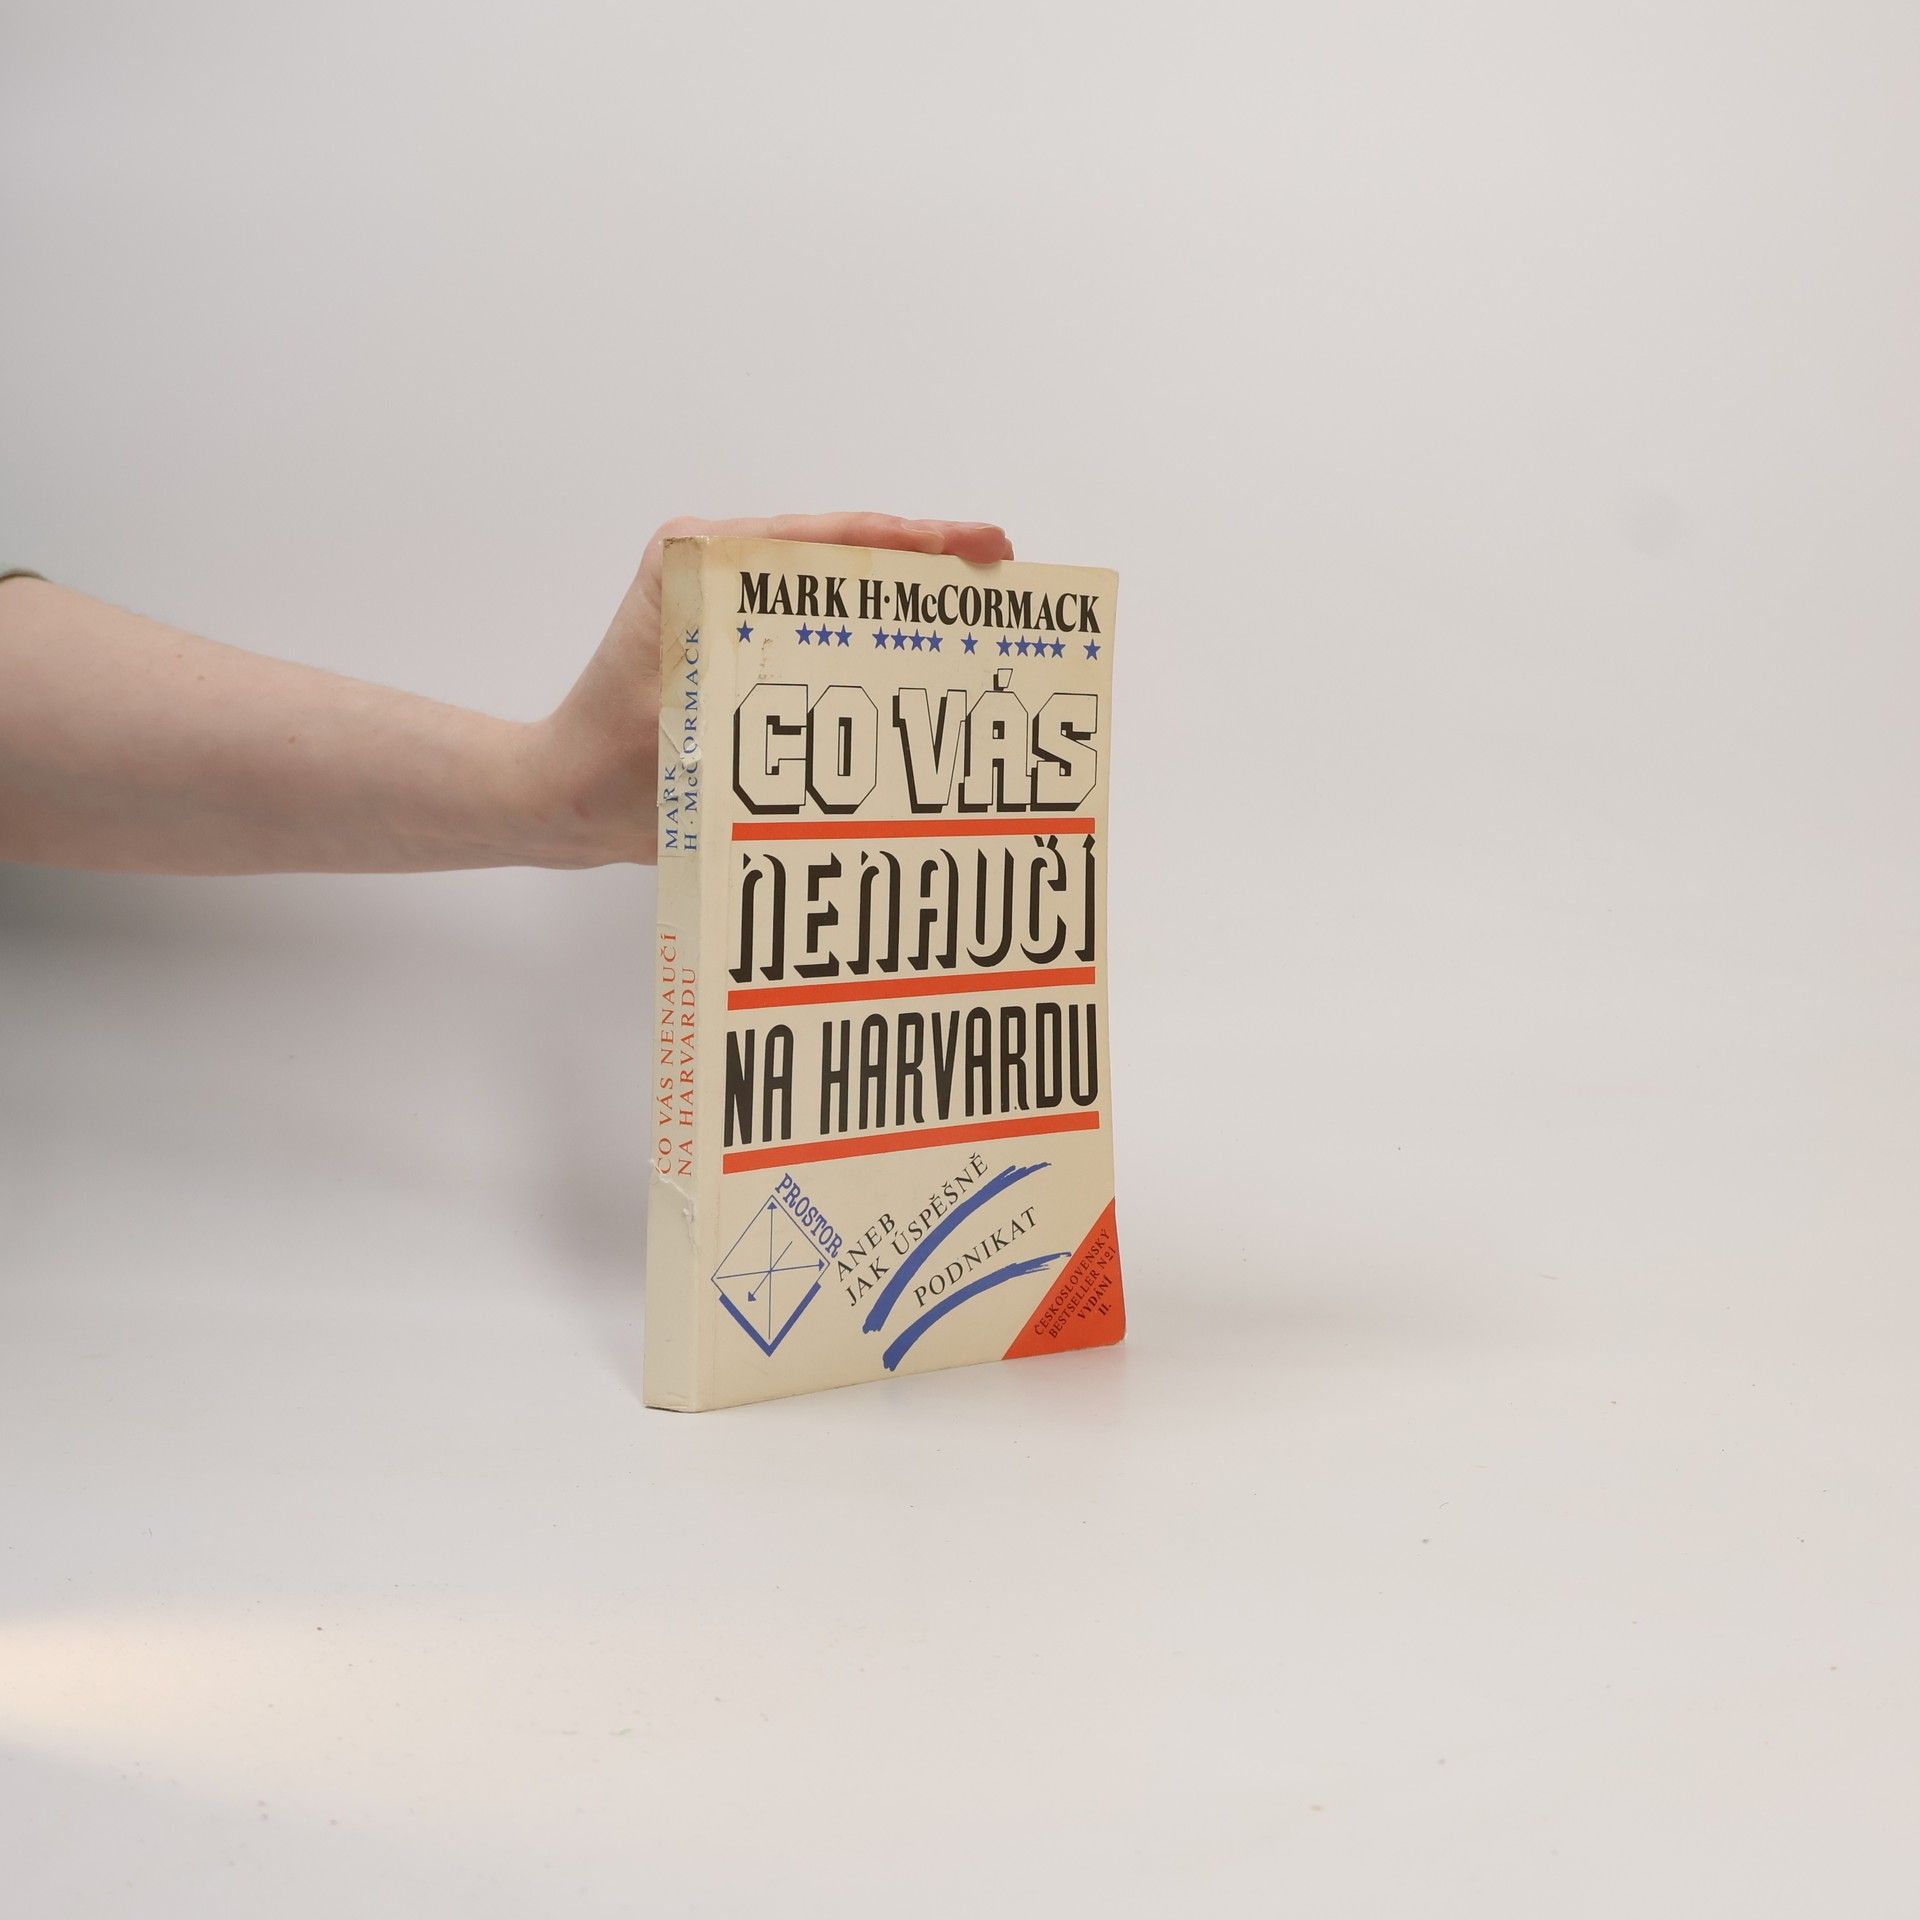 MARK H·McCORMACK
CO VÁS
NENAUČÍ
NA HARVARDU
PROSTOR
ANEB
JAK ÚSPĚŠNĚ
PODNIKAT
ČESKOSLOVENSKÝ
BESTSELLER No1
VYDÁNÍ
II.
MARK
H·McCORMACK
CO VÁS NENAUČÍ
NA HARVARDU